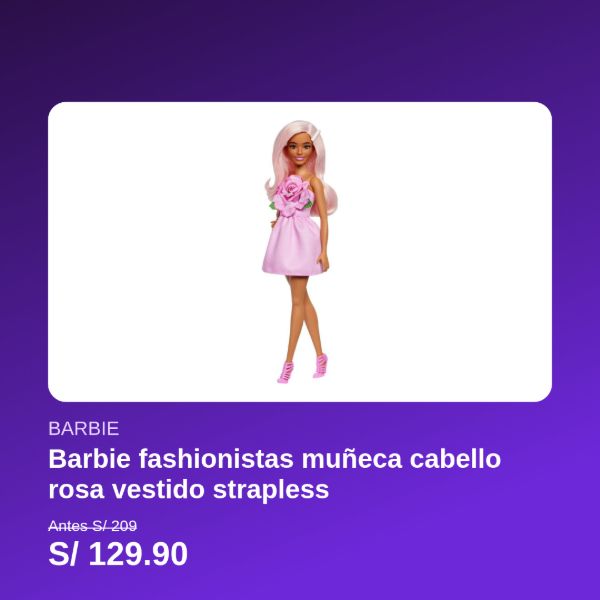 BARBIE
Barbie fashionistas muñeca cabello
rosa vestido strapless
Antes S/ 209
S/ 129.90